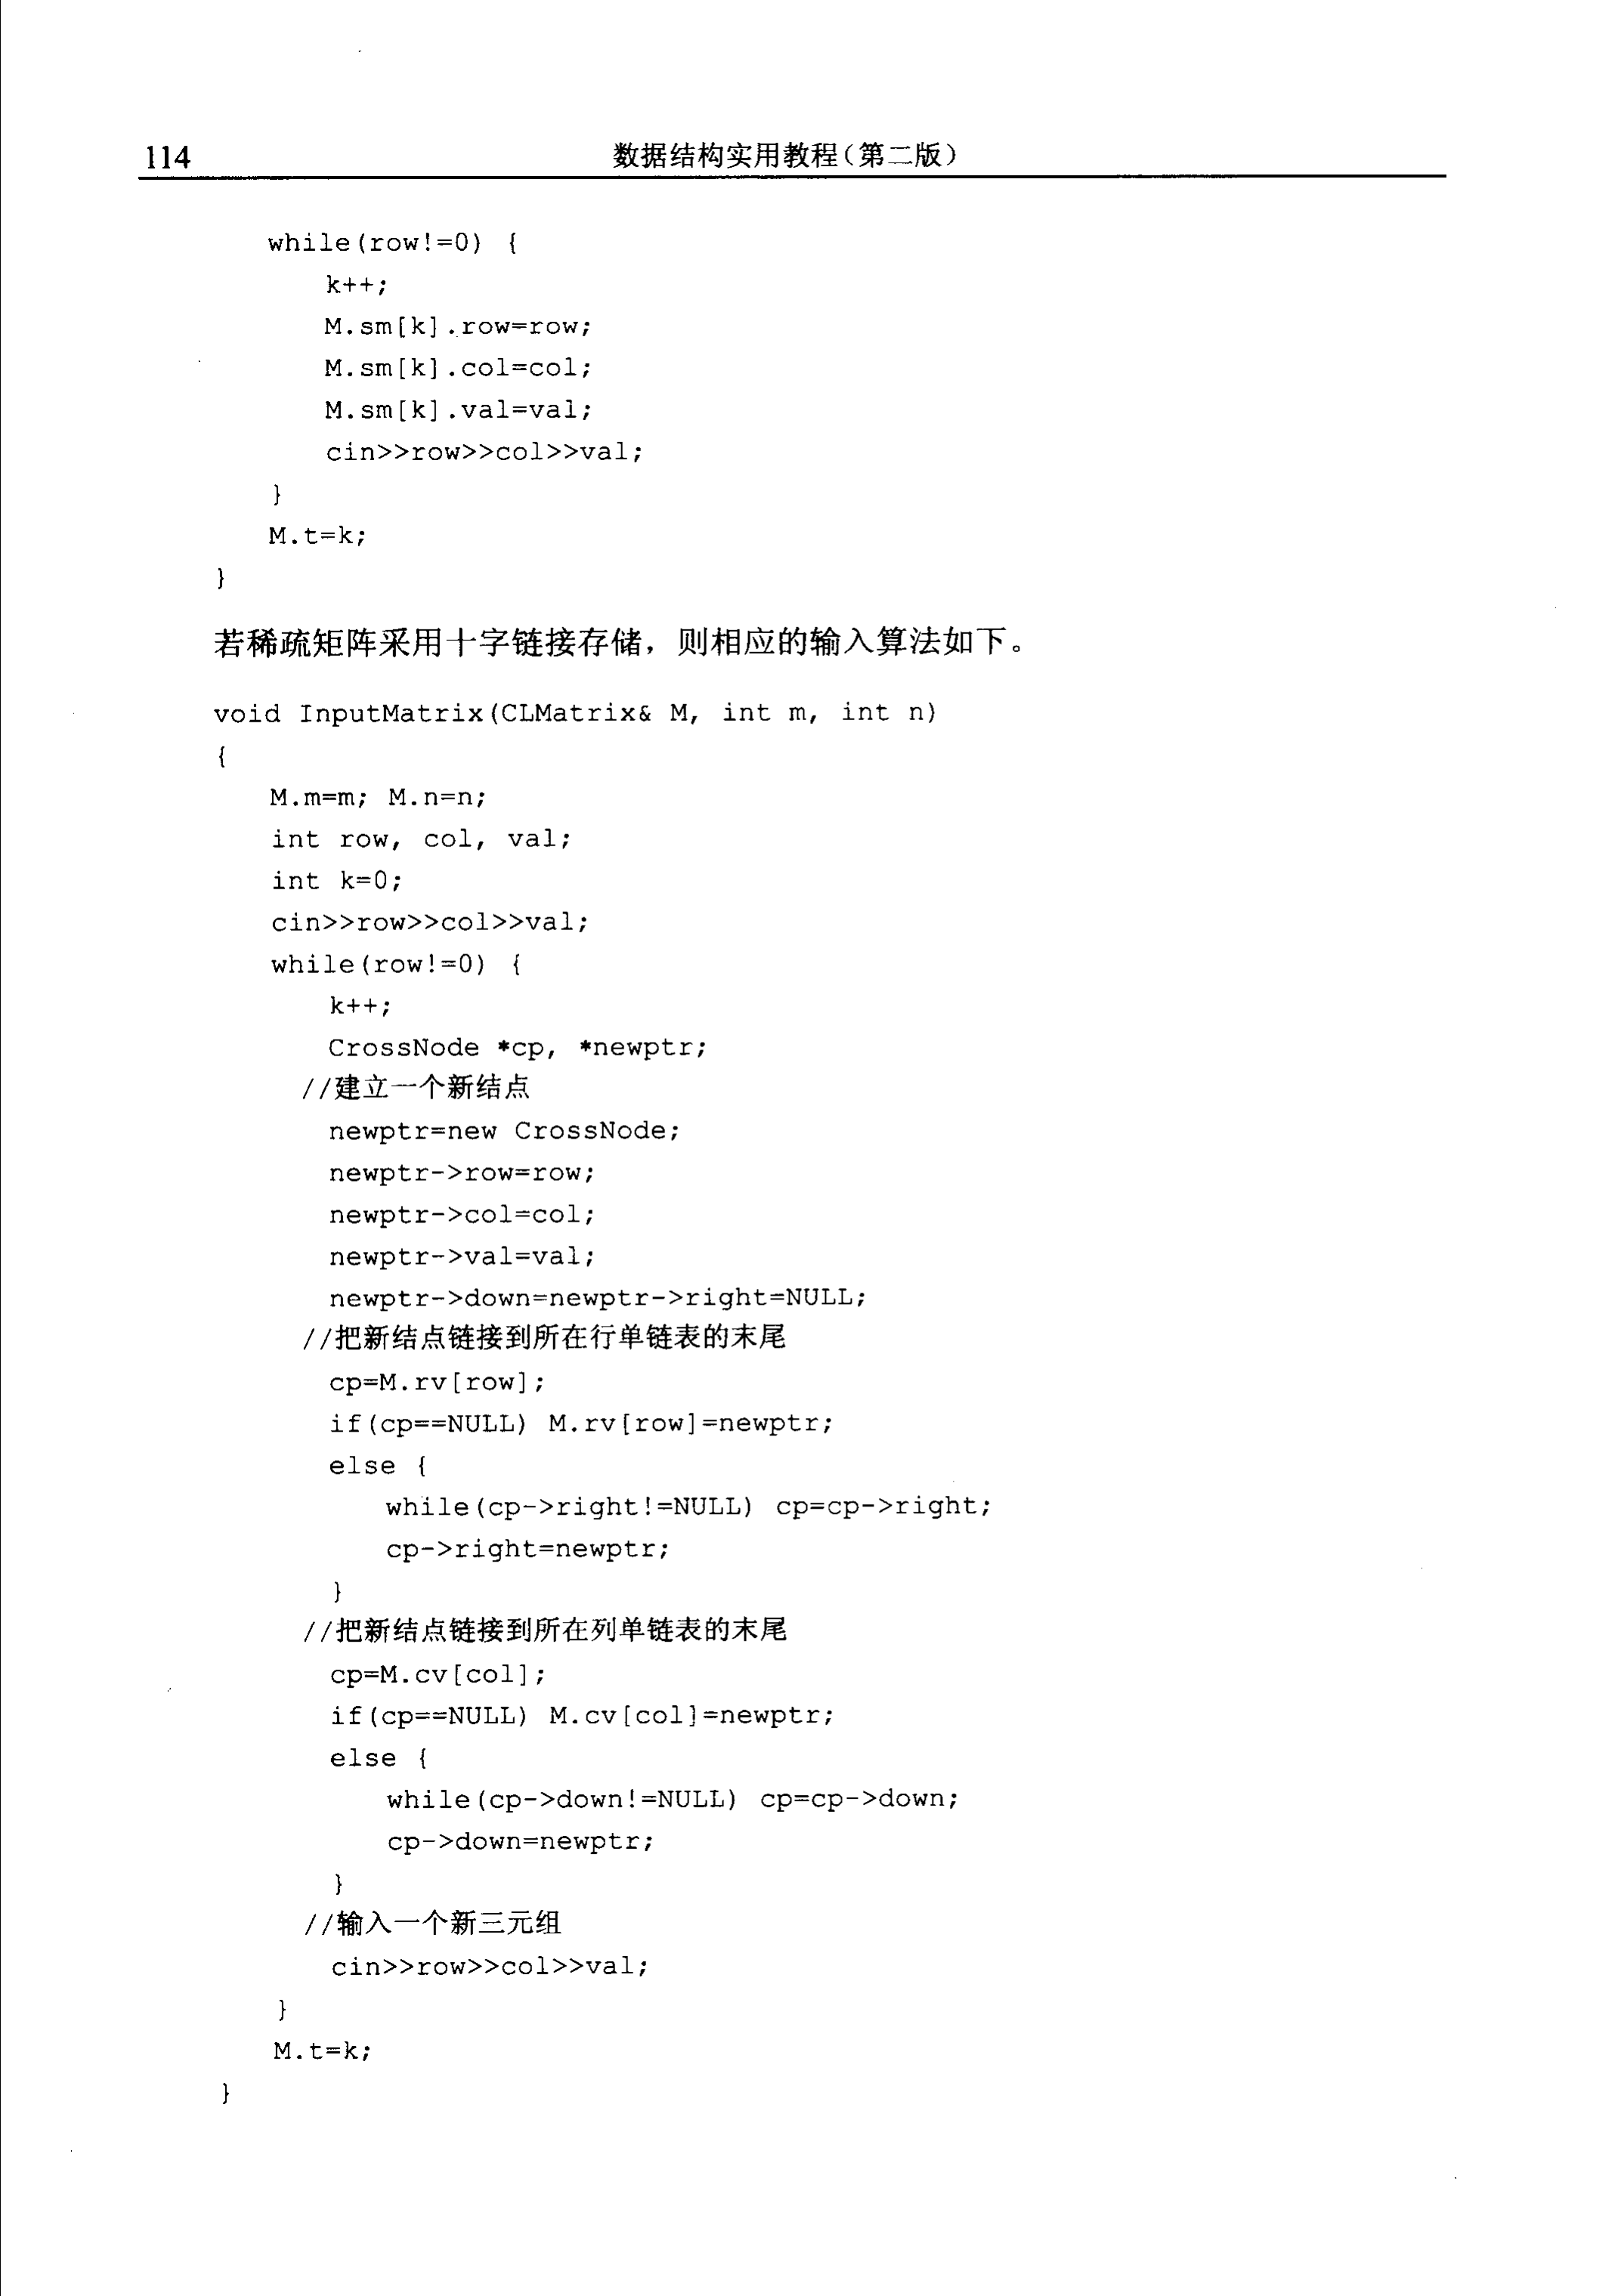 114
数据结构实用教程(第二版)
while(row!=0) {
k++;
M.sm[k].row=row;
M.sm[k].col=col;
M.sm[k].val=val;
cin>>row>>col>>val;
}
M.t=k;
}
若稀疏矩阵采用十字链接存储，则相应的输入算法如下。
void InputMatrix(CLMatrix& M, int m, int n)
{
M.m=m; M.n=n;
int row, col, val;
int k=0;
cin>>row>>col>>val;
while(row!=0) {
k++;
CrossNode *cp, *newptr;
//建立一个新结点
newptr=new CrossNode;
newptr->row=row;
newptr->col=col;
newptr->val=val;
newptr->down=newptr->right=NULL;
//把新结点链接到所在行单链表的末尾
cp=M.rv[row];
if(cp==NULL) M.rv[row]=newptr;
else {
while(cp->right!=NULL) cp=cp->right;
cp->right=newptr;
}
//把新结点链接到所在列单链表的末尾
cp=M.cv[col];
if(cp==NULL) M.cv[col]=newptr;
else {
while(cp->down!=NULL) cp=cp->down;
cp->down=newptr;
}
//输入一个新三元组
cin>>row>>col>>val;
}
M.t=k;
}